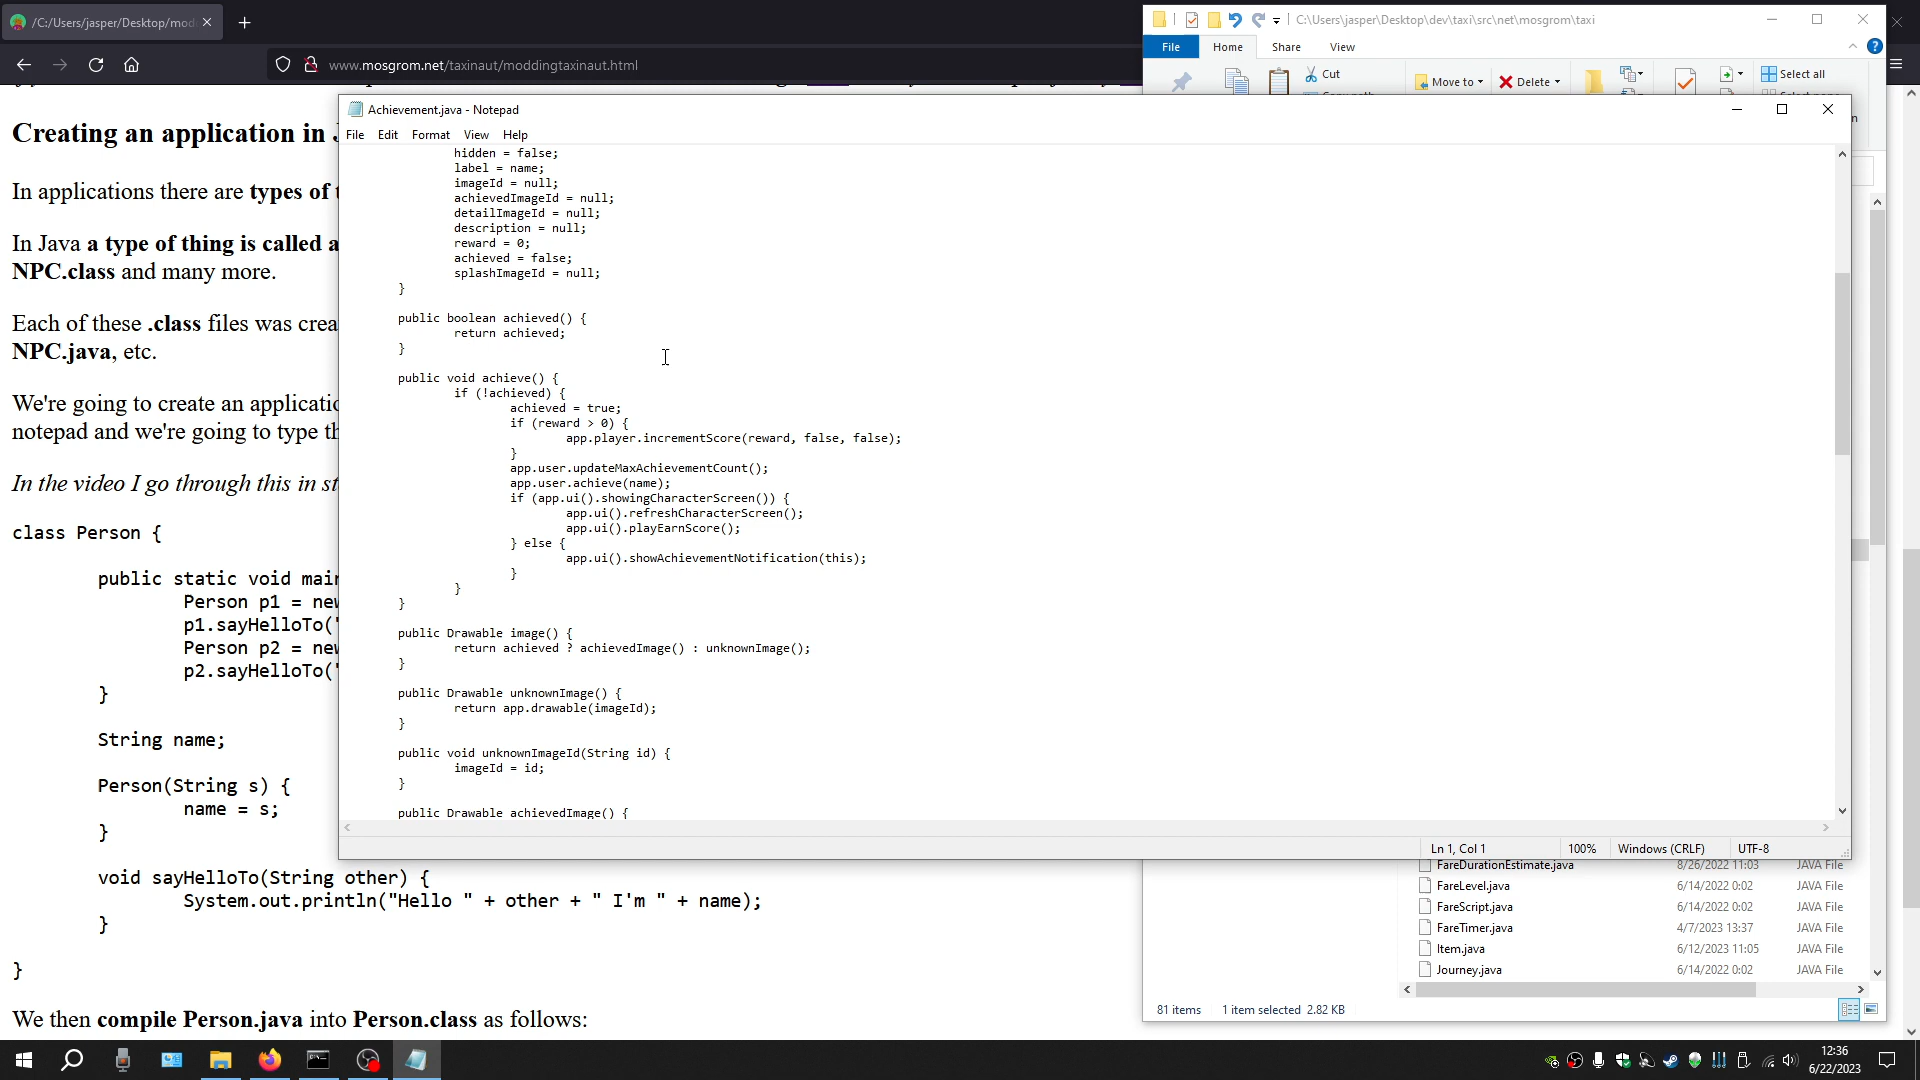 /C:/Users/jasper/Desktop/mod
www.mosgrom.net/taxinaut/moddingtaxinaut.html
C:\Users\jasper\Desktop\dev\taxi\src\net\mosgrom\taxi
File Home Share View
Cut
Move to
Delete
Select all
Creating an application in
In applications there are types of
In Java a type of thing is called a
NPC.class and many more.
Each of these .class files was
NPC.java, etc.
We're going to create an
notepad and we're going to type
In the video I go through this in
class Person {
public static void
Person p1 =
p1.sayHelloTo("
Person p2 =
p2.sayHelloTo("
}
String name;
Person(String s) {
name = s;
}
void sayHelloTo(String other) {
System.out.println("Hello " + other + " I'm " + name);
}
}
We then compile Person.java into Person.class as follows:
Achievement.java - Notepad
File Edit Format View Help
hidden = false;
label = name;
imageId = null;
achievedImageId = null;
detailImageId = null;
description = null;
reward = 0;
achieved = false;
splashImageId = null;
}
public boolean achieved() {
return achieved;
}
public void achieve() {
if (!achieved) {
achieved = true;
if (reward > 0) {
app.player.incrementScore(reward, false, false);
}
app.user.updateMaxAchievementCount();
app.user.achieve(name);
if (app.ui().showingCharacterScreen()) {
app.ui().refreshCharacterScreen();
app.ui().playEarnScore();
} else {
app.ui().showAchievementNotification(this);
}
}
}
public Drawable image() {
return achieved ? achievedImage() : unknownImage();
}
public Drawable unknownImage() {
return app.drawable(imageId);
}
public void unknownImageId(String id) {
imageId = id;
}
public Drawable achievedImage() {
Ln 1, Col 1 100% Windows (CRLF) UTF-8
FareDurationEstimate.java 8/26/2022 11:03 JAVA File
FareLevel.java 6/14/2022 0:02 JAVA File
FareScript.java 6/14/2022 0:02 JAVA File
FareTimer.java 4/7/2023 13:37 JAVA File
Item.java 6/12/2023 11:05 JAVA File
Journey.java 6/14/2022 0:02 JAVA File
81 items 1 item selected 2.82 KB
12:36
6/22/2023